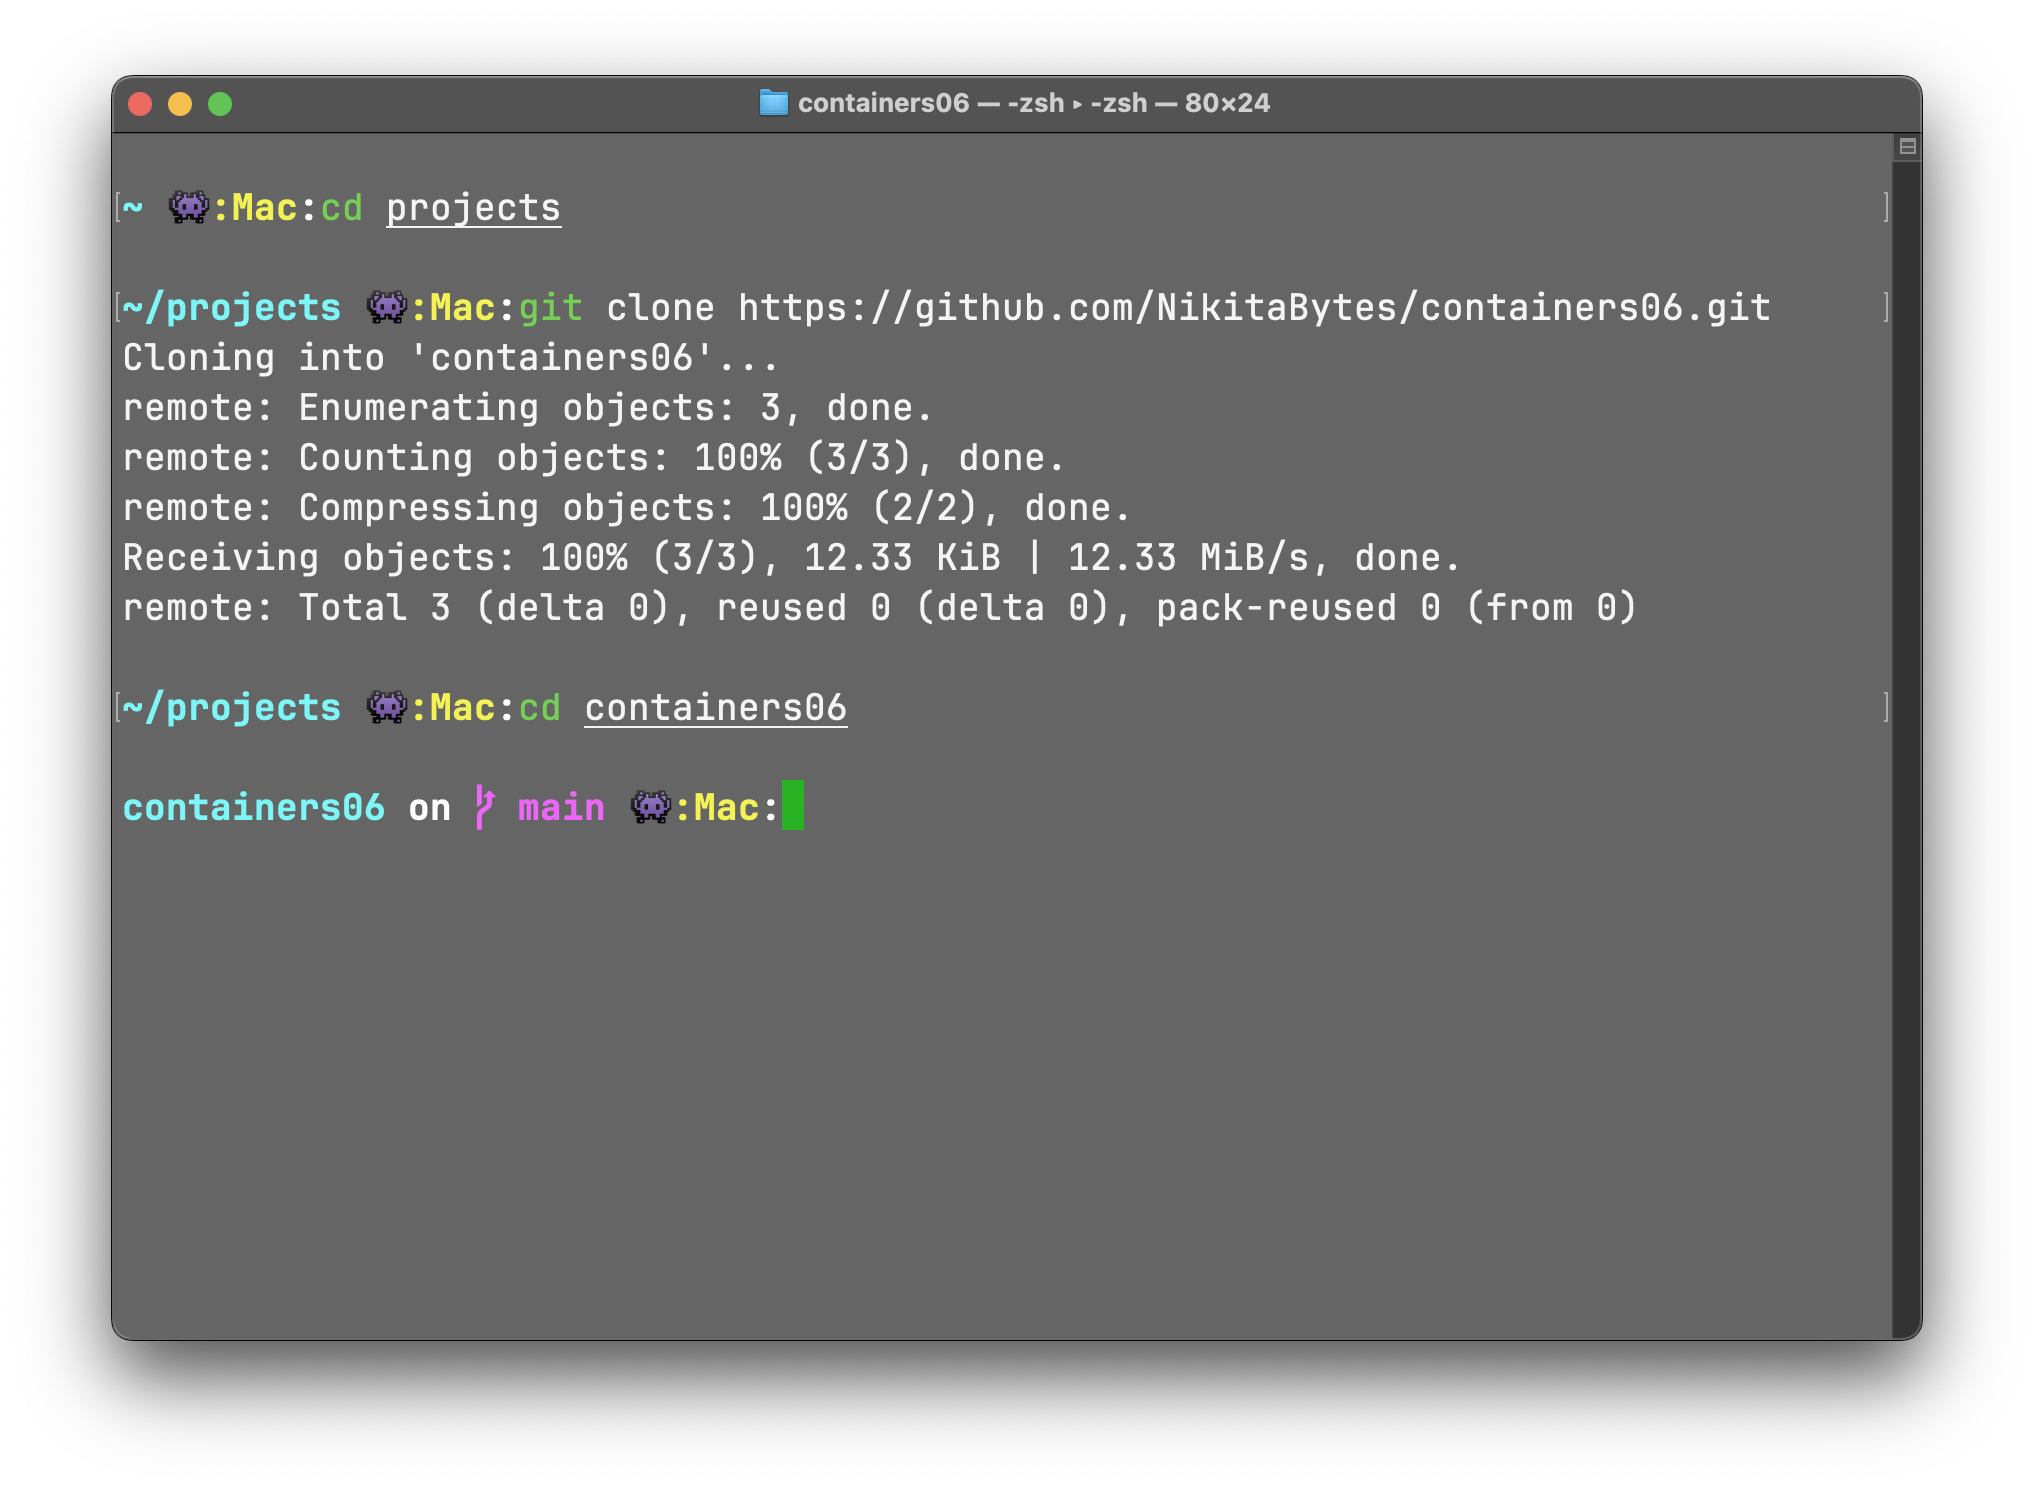 containers06 — -zsh ▸ -zsh — 80×24
~ 👾:Mac:cd projects
~/projects 👾:Mac:git clone https://github.com/NikitaBytes/containers06.git
Cloning into 'containers06'...
remote: Enumerating objects: 3, done.
remote: Counting objects: 100% (3/3), done.
remote: Compressing objects: 100% (2/2), done.
Receiving objects: 100% (3/3), 12.33 KiB | 12.33 MiB/s, done.
remote: Total 3 (delta 0), reused 0 (delta 0), pack-reused 0 (from 0)
~/projects 👾:Mac:cd containers06
containers06 on ᚴ main 👾:Mac: